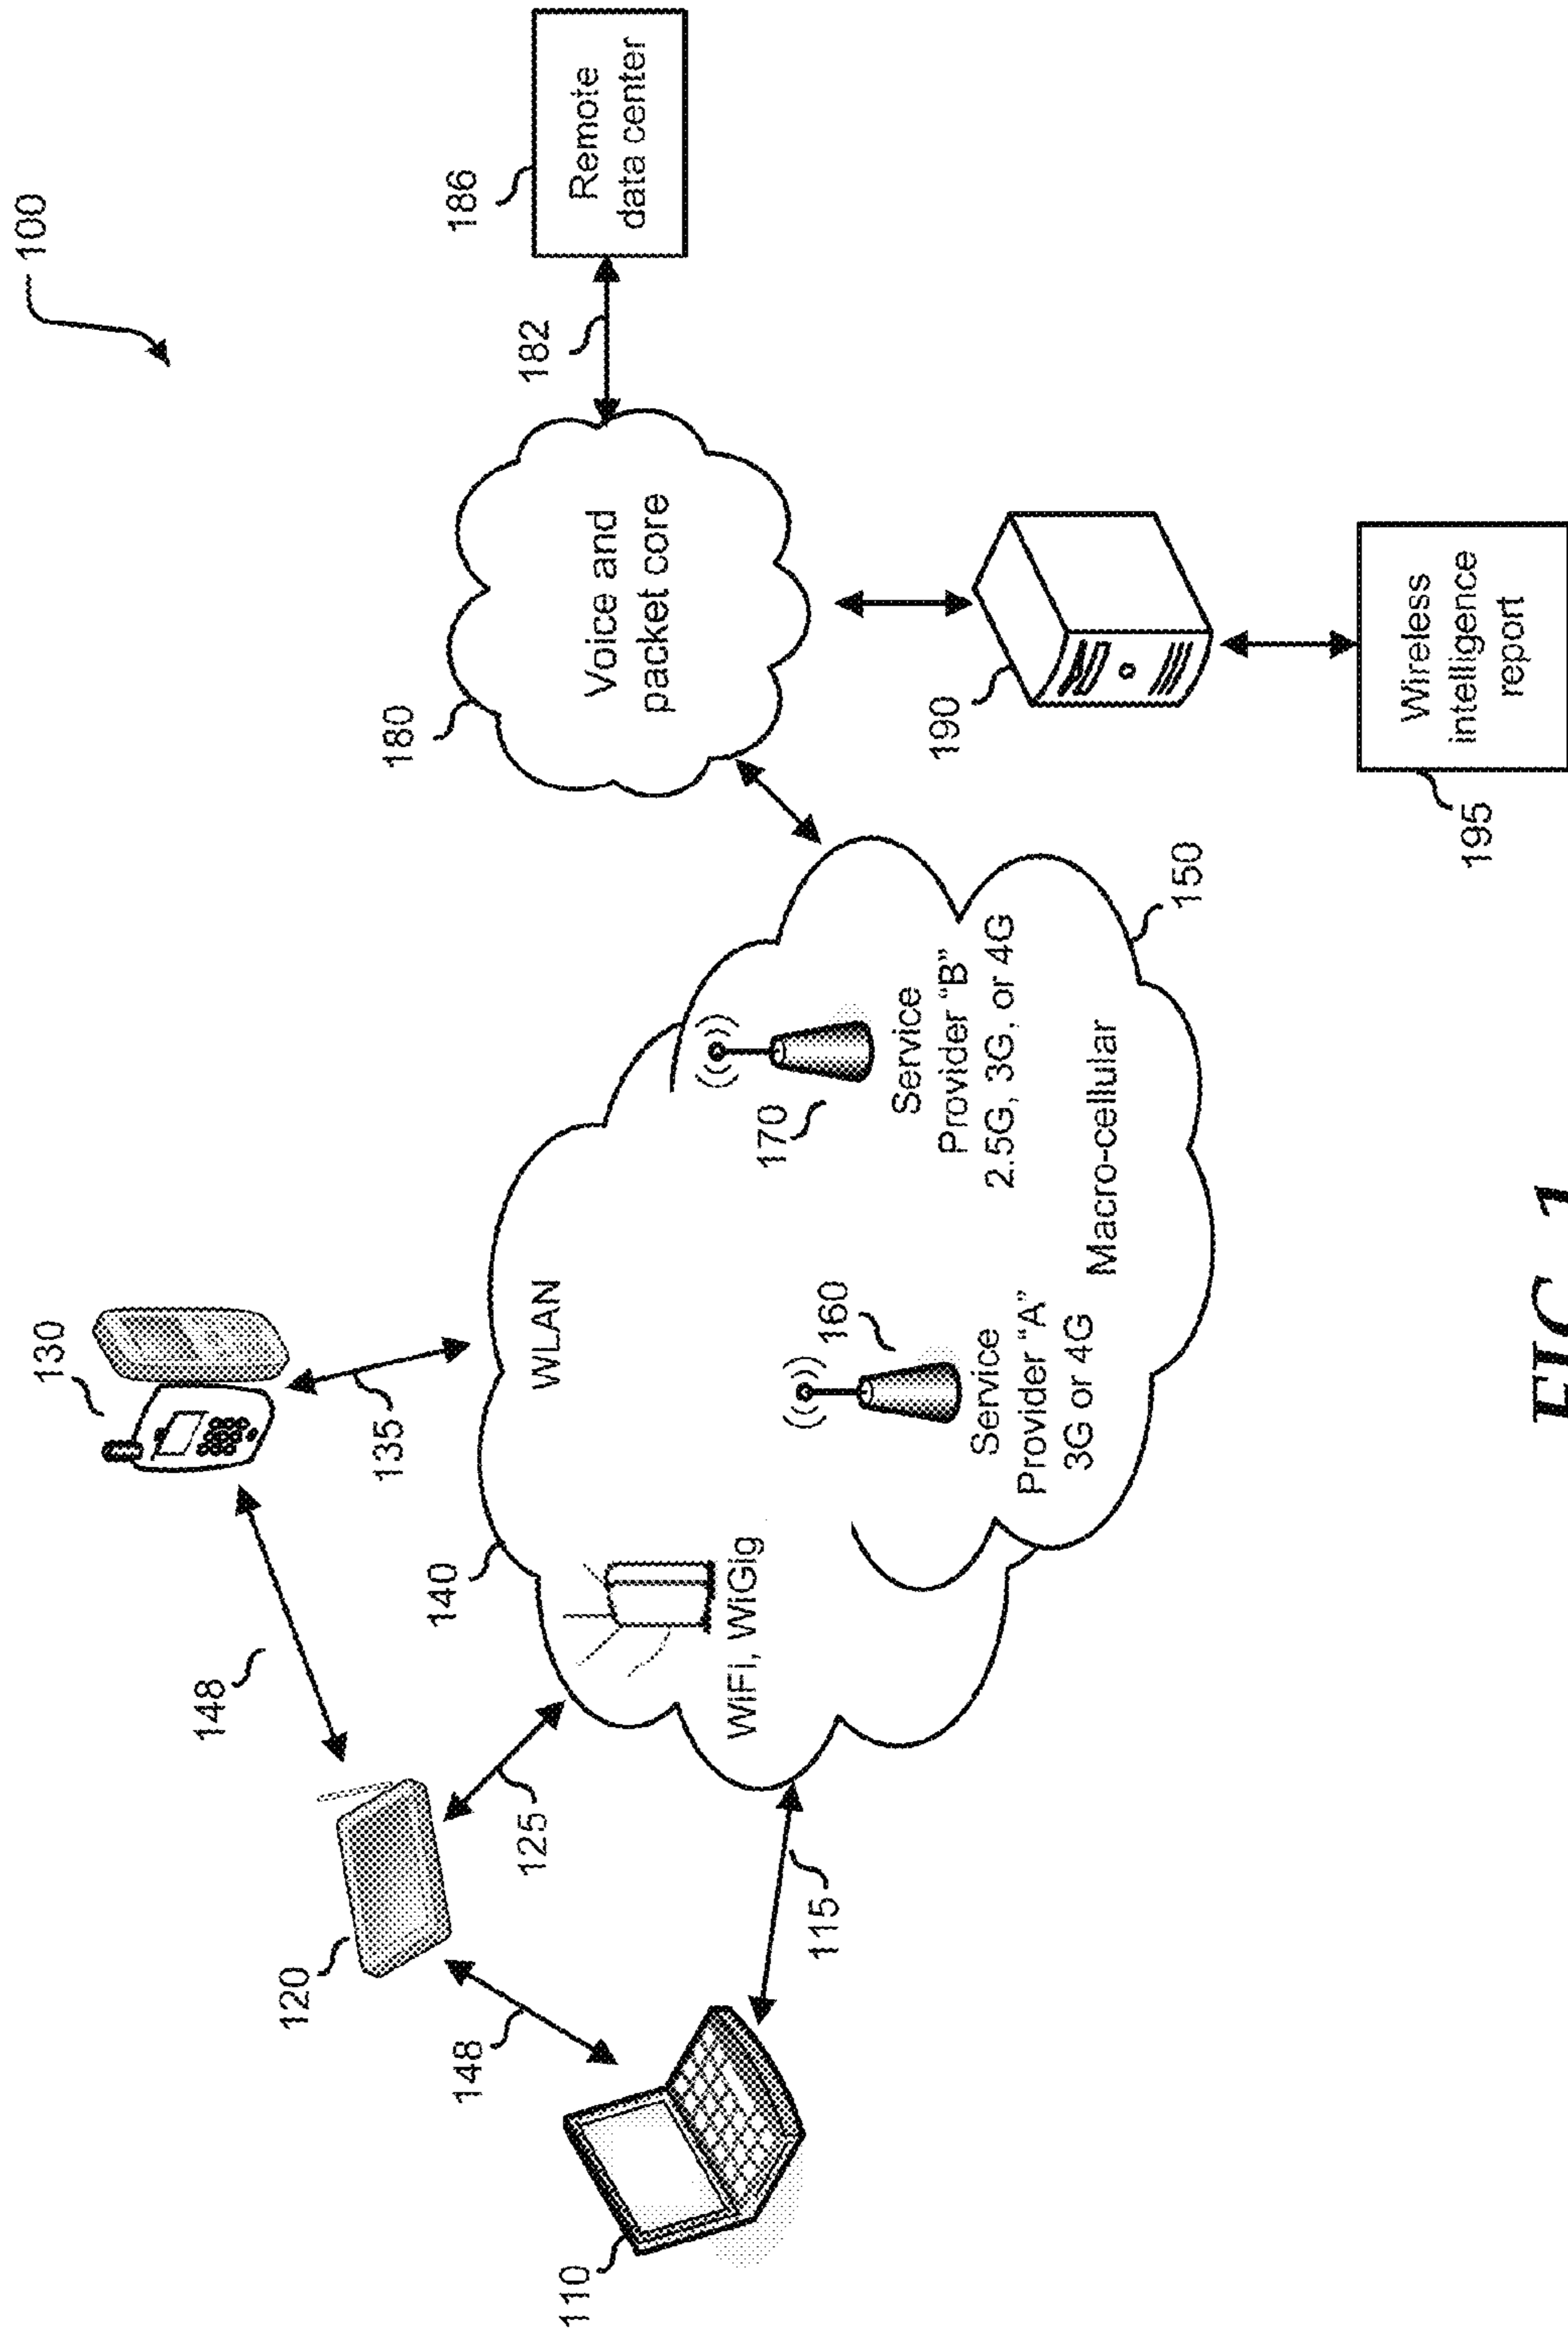 100
130
148
120
135
140
125
148
110
115
WLAN
WiFi, WiGig
160
Service
Provider "A"
3G or 4G
170
Service
Provider "B"
2.5G, 3G, or 4G
Macro-cellular
150
180
Voice and
packet core
182
186
Remote
data center
190
195
Wireless
intelligence
report
FIG. 1